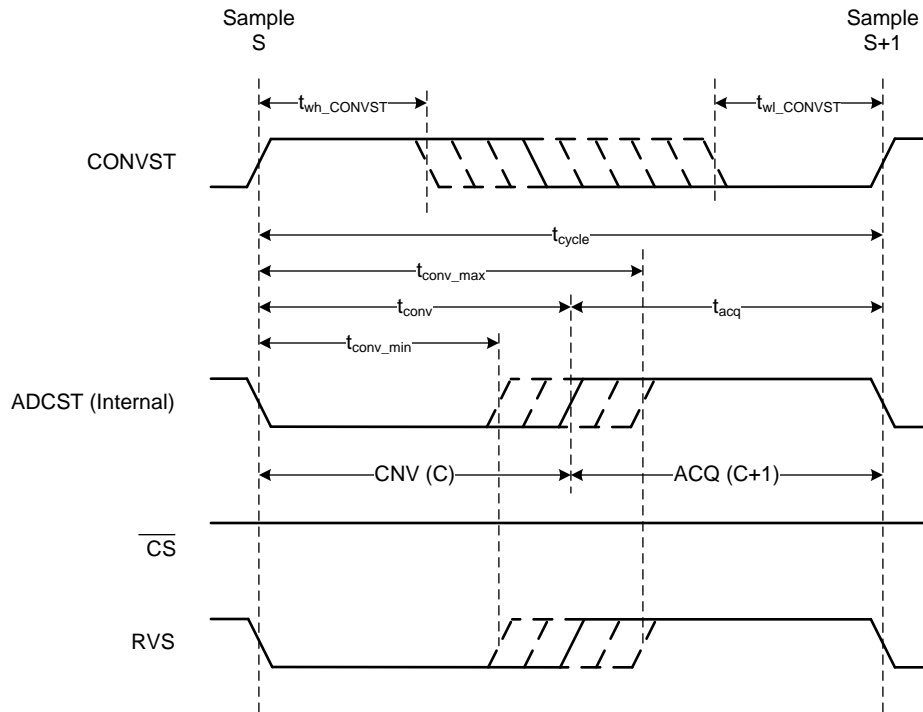 Sample
S
Sample
S+1
twh_CONVST
twl_CONVST
CONVST
tcycle
tconv_max
tconv
tacq
tconv_min
ADCST (Internal)
CNV (C)
ACQ (C+1)
CS
RVS